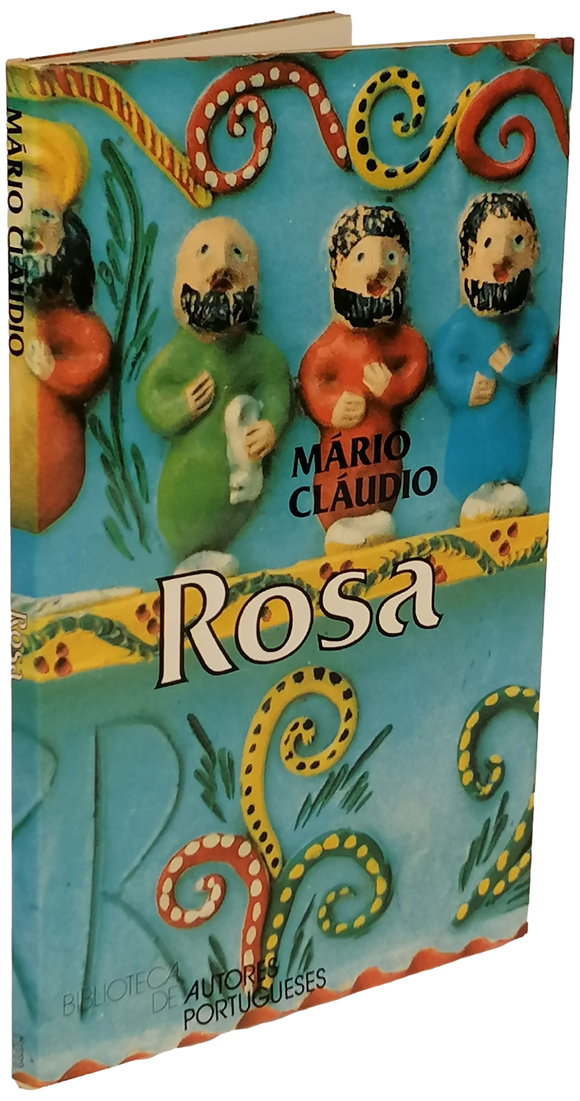 MÁRIO CLÁUDIO
Rosa
MÁRIO
CLÁUDIO
Rosa
R
BIBLIOTECA
DE AUTORES
PORTUGUESES